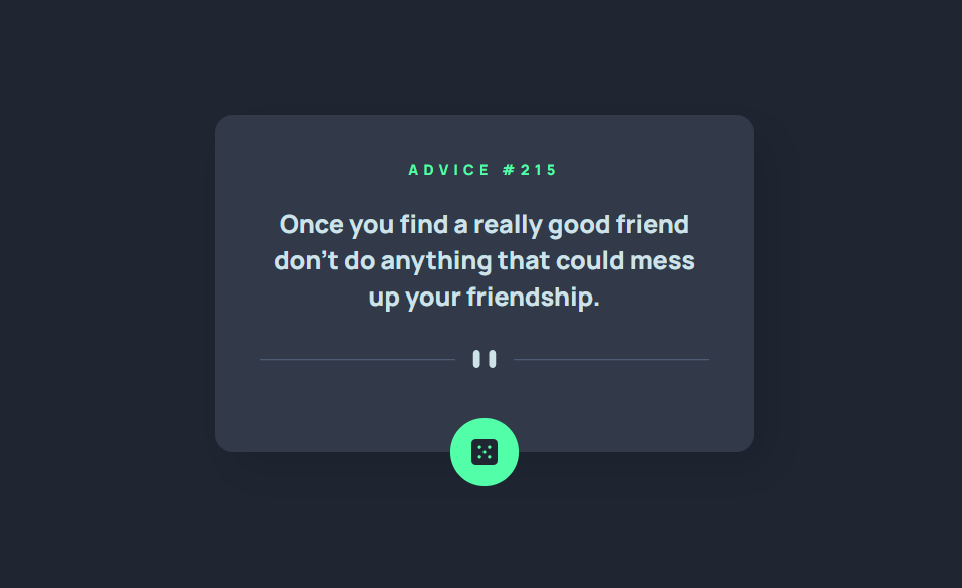 ADVICE #215
Once you find a really good friend
don’t do anything that could mess
up your friendship.